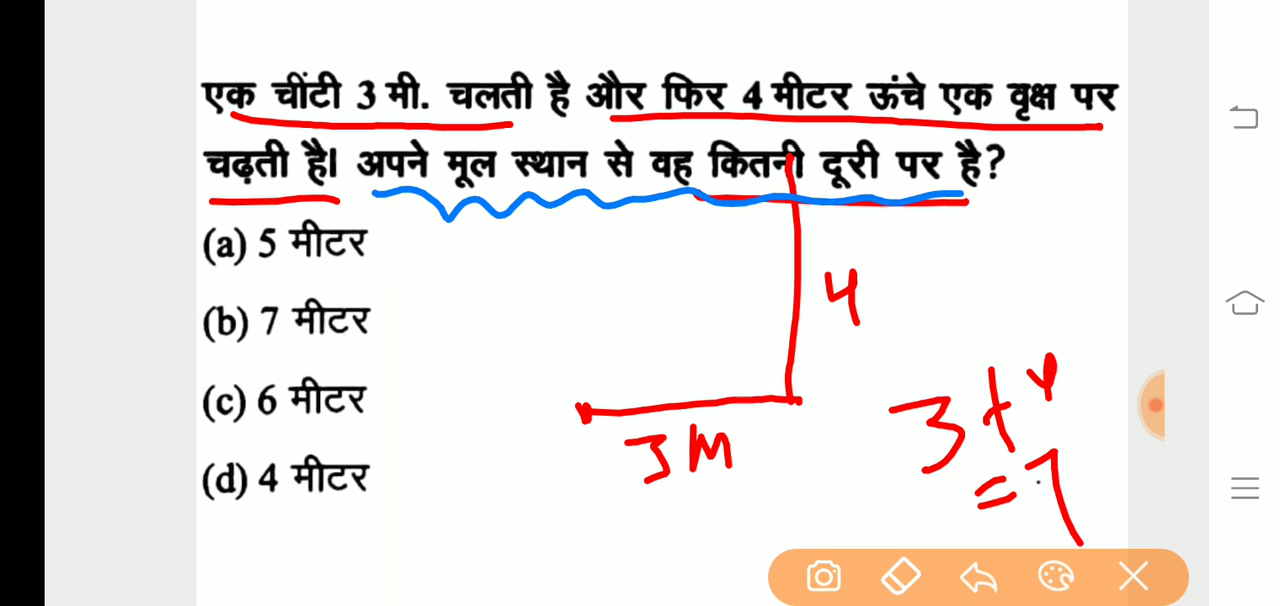 एक चींटी 3 मी. चलती है और फिर 4 मीटर ऊंचे एक वृक्ष पर
चढ़ती है। अपने मूल स्थान से वह कितनी दूरी पर है?
(a) 5 मीटर
(b) 7 मीटर
(c) 6 मीटर
(d) 4 मीटर
4
3M
3+4
=7